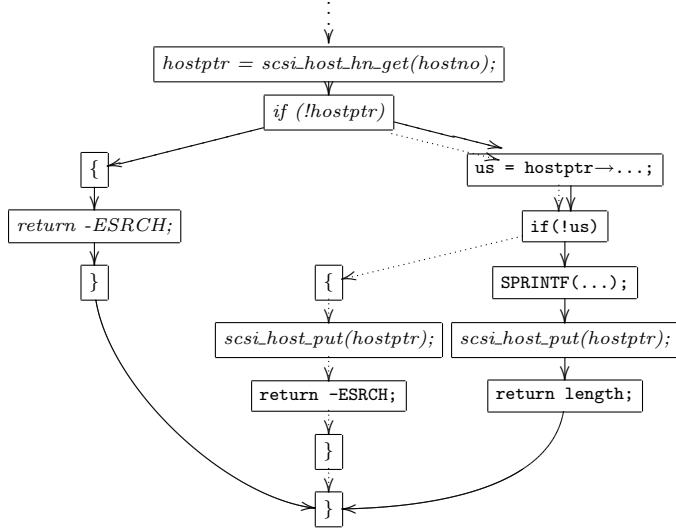 hostptr = scsi_host_hn_get(hostno);
if (!hostptr)
{
us = hostptr→...;
return -ESRCH;
if(!us)
}
{
SPRINTF(...);
scsi_host_put(hostptr);
scsi_host_put(hostptr);
return -ESRCH;
return length;
}
}